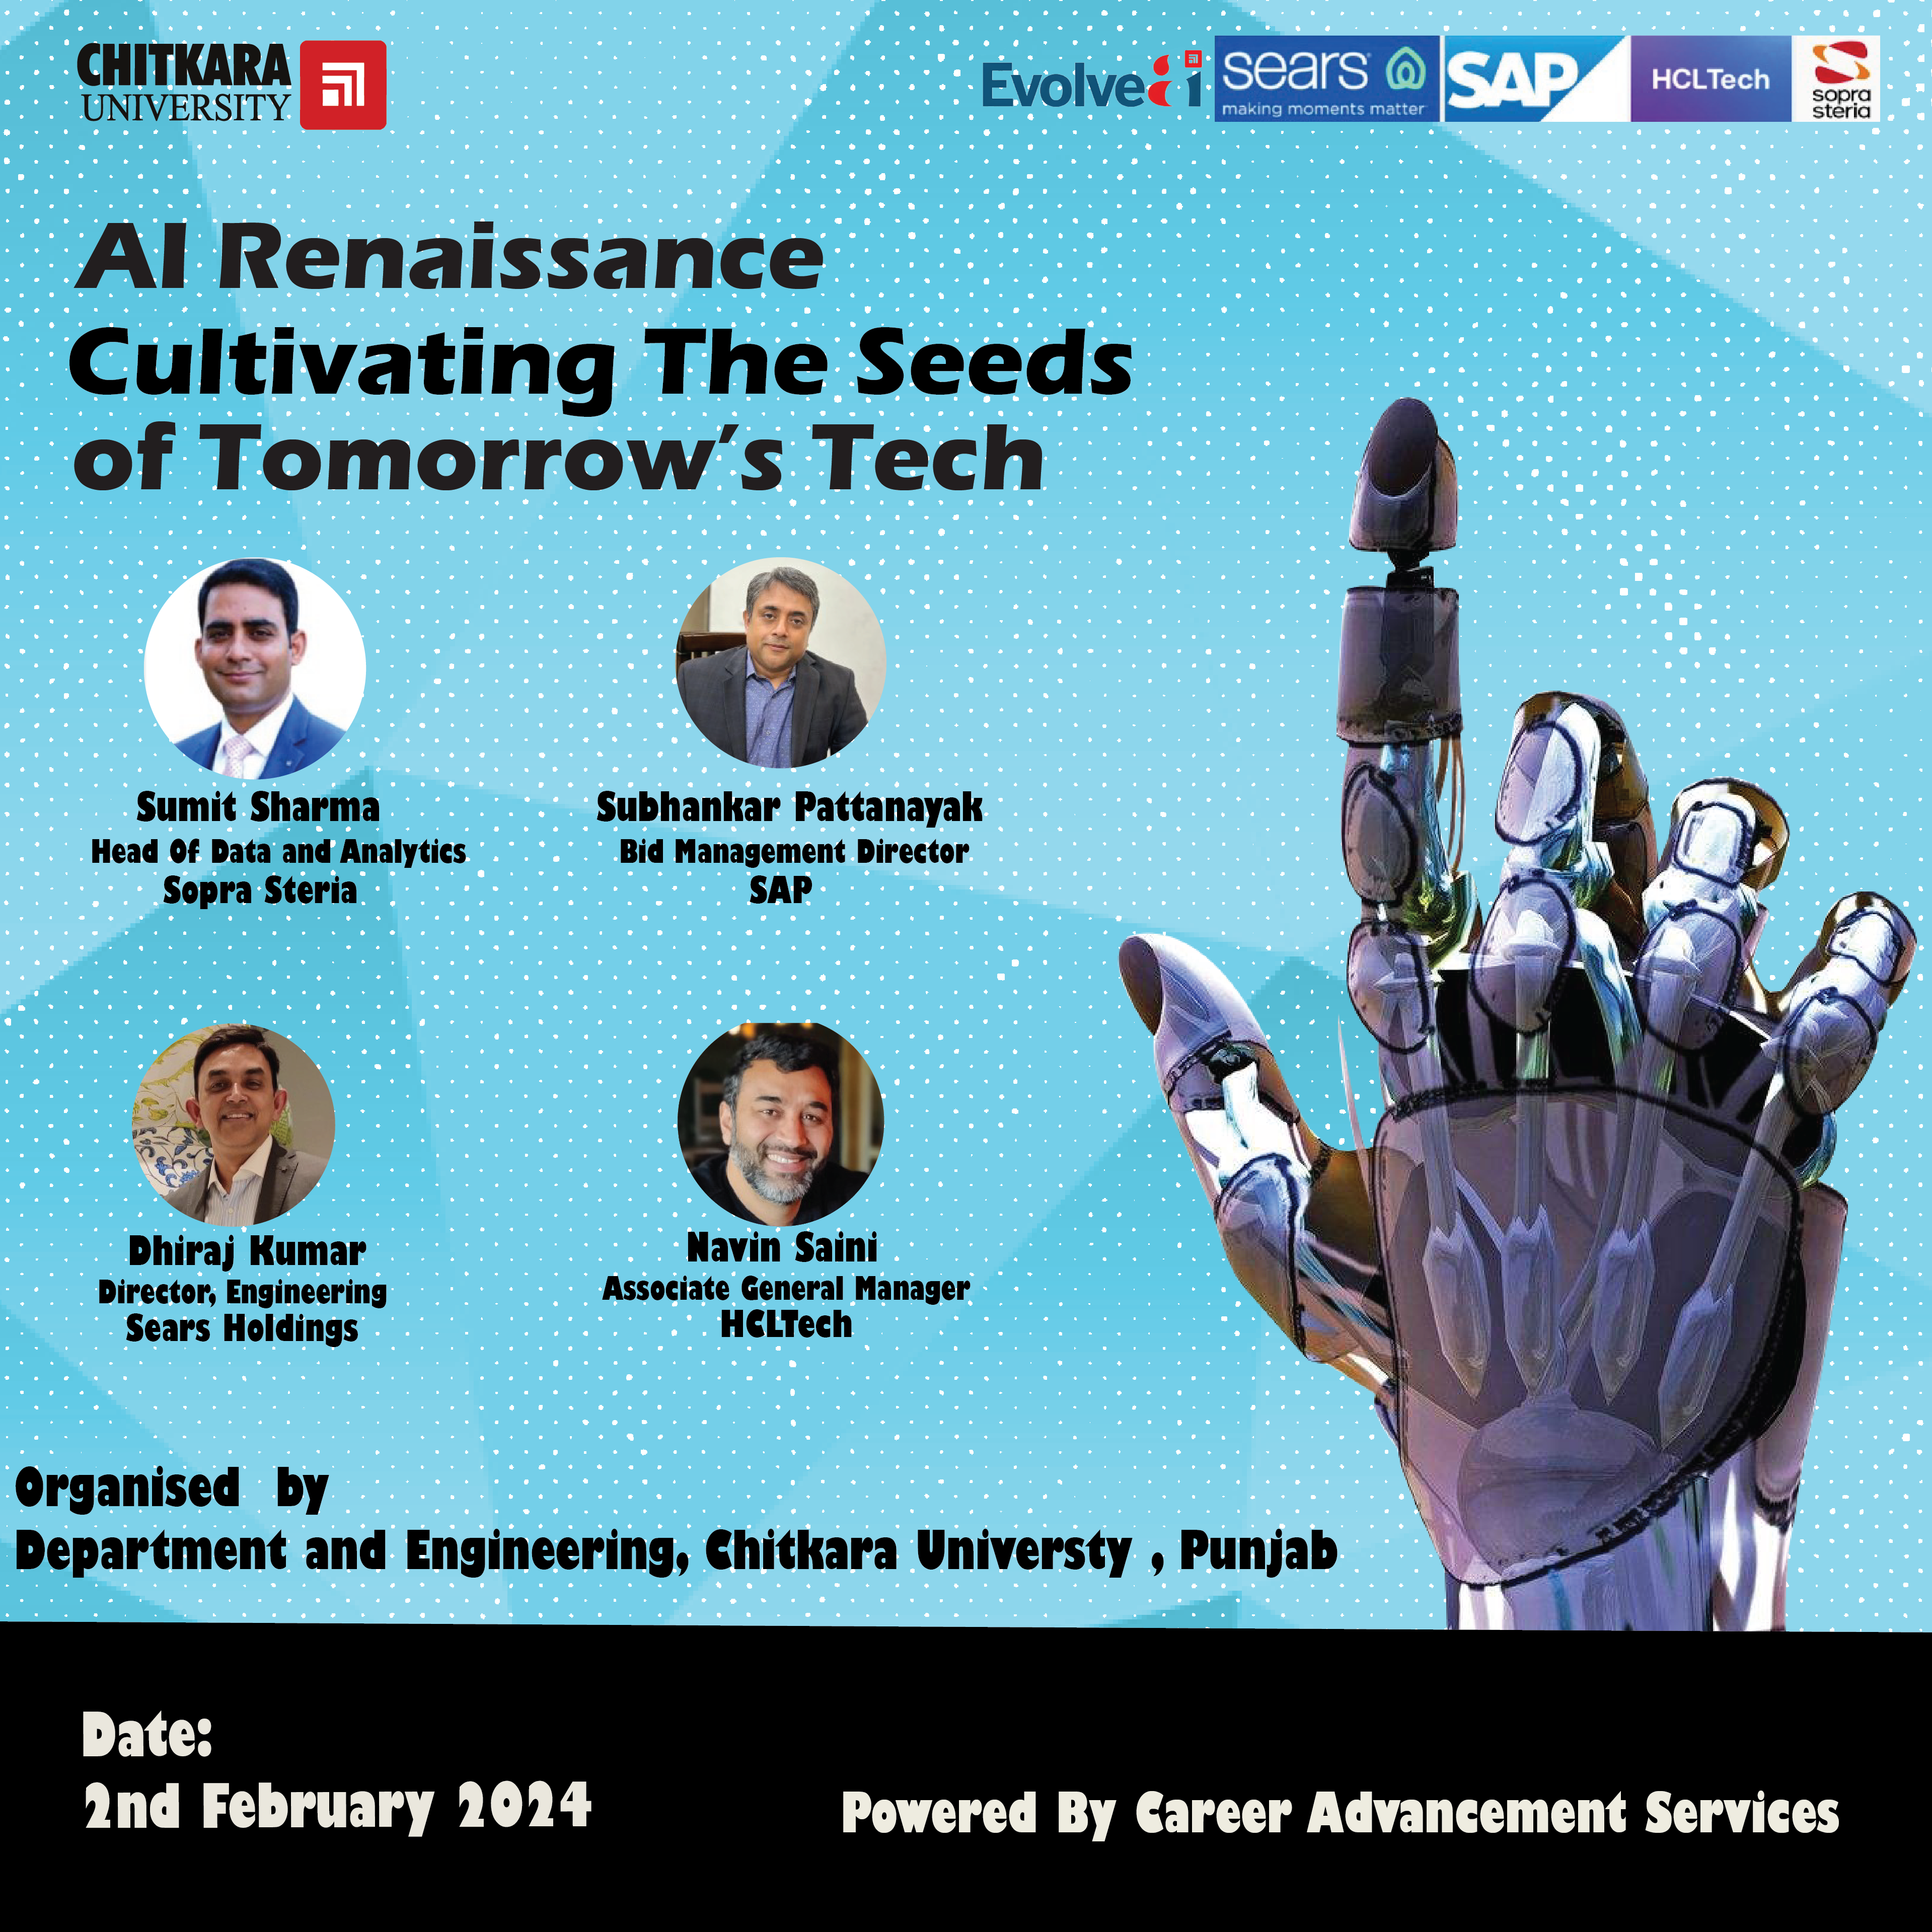 CHITKARA
UNIVERSITY
Evolve
sears
making moments matter
SAP
HCLTech
sopra
steria
AI Renaissance
Cultivating The Seeds
of Tomorrow's Tech
Sumit Sharma
Head Of Data and Analytics
Sopra Steria
Subhankar Pattanayak
Bid Management Director
SAP
Dhiraj Kumar
Director, Engineering
Sears Holdings
Navin Saini
Associate General Manager
HCLTech
Organised by
Department and Engineering, Chitkara Universty , Punjab
Date:
2nd February 2024
Powered By Career Advancement Services